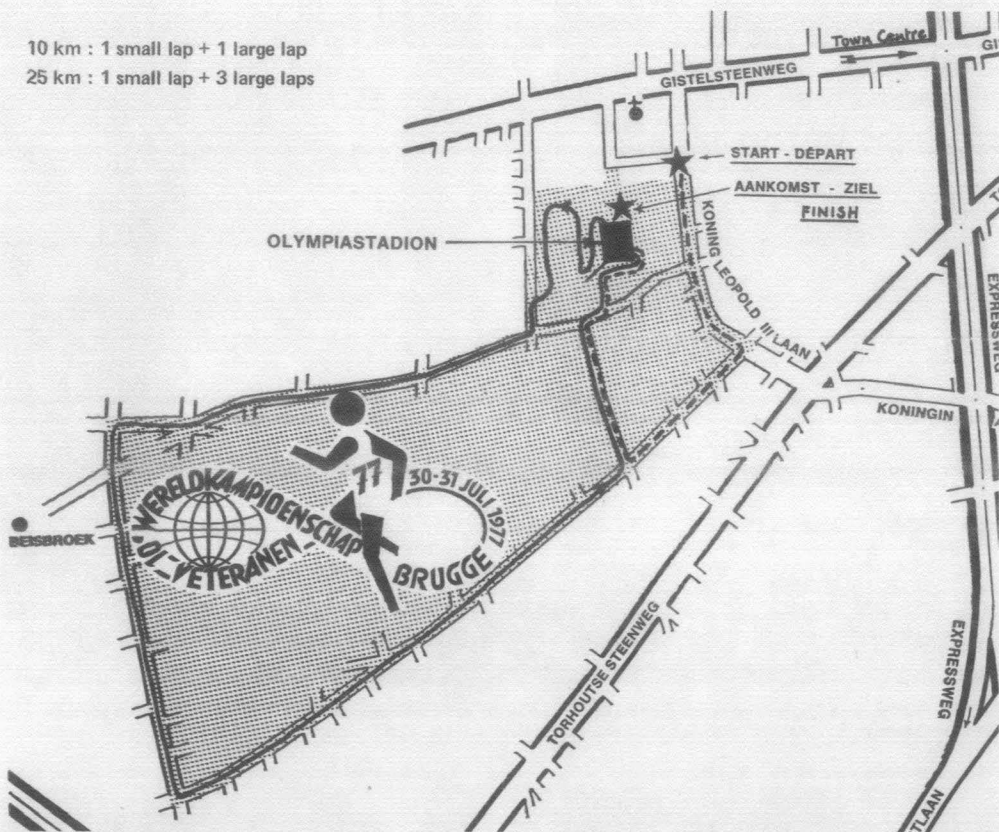 10 km : 1 small lap + 1 large lap
25 km : 1 small lap + 3 large laps
Town Centre
GISTELSTEENWEG
START - DÉPART
AANKOMST - ZIEL
FINISH
OLYMPIASTADION
KONING LEOPOLD III LAAN
EXPRESSWEG
KONINGIN
77
30-31 JULI 1977
WERELDKAMPIOENSCHAP
OL-VETERANEN
BRUGGE
BEISBROEK
TORHOUTSE STEENWEG
EXPRESSWEG
TLAAN